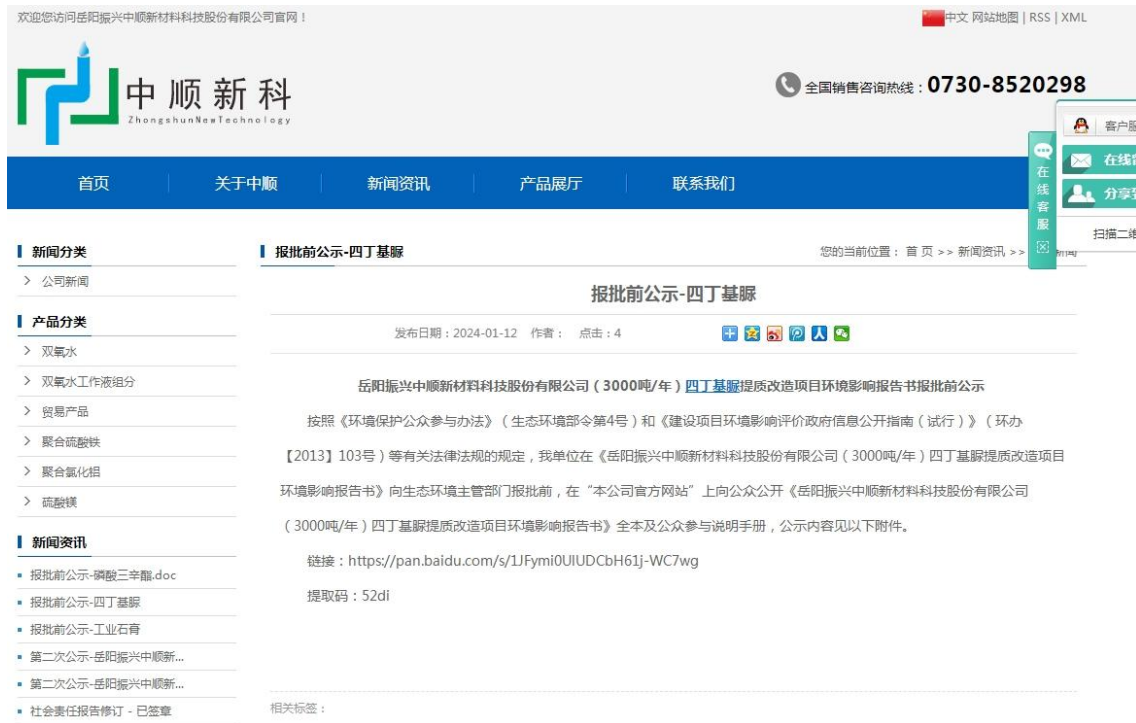 欢迎您访问岳阳振兴中顺新材料科技股份有限公司官网！
中文 网站地图 | RSS | XML
中顺新科
ZhongshunNewTechnology
全国销售咨询热线：0730-8520298
客户服
在线
分享
扫描二维
在线客服
首页 关于中顺 新闻资讯 产品展厅 联系我们
新闻分类
公司新闻
产品分类
双氧水
双氧水工作液组分
贸易产品
聚合硫酸铁
聚合氯化铝
硫酸镁
新闻资讯
报批前公示-磷酸三辛酯.doc
报批前公示-四丁基脲
报批前公示-工业石膏
第二次公示-岳阳振兴中顺新...
第二次公示-岳阳振兴中顺新...
社会责任报告修订 - 已签章
报批前公示-四丁基脲
您的当前位置： 首 页 >> 新闻资讯 >> 新闻
报批前公示-四丁基脲
发布日期：2024-01-12 作者： 点击：4
岳阳振兴中顺新材料科技股份有限公司（3000吨/年）四丁基脲提质改造项目环境影响报告书报批前公示
按照《环境保护公众参与办法》（生态环境部令第4号）和《建设项目环境影响评价政府信息公开指南（试行）》（环办
【2013】103号）等有关法律法规的规定，我单位在《岳阳振兴中顺新材料科技股份有限公司（3000吨/年）四丁基脲提质改造项目
环境影响报告书》向生态环境主管部门报批前，在“本公司官方网站”上向公众公开《岳阳振兴中顺新材料科技股份有限公司
（3000吨/年）四丁基脲提质改造项目环境影响报告书》全本及公众参与说明手册，公示内容见以下附件。
链接：https://pan.baidu.com/s/1JFymi0UlUDCbH61j-WC7wg
提取码：52di
相关标签：